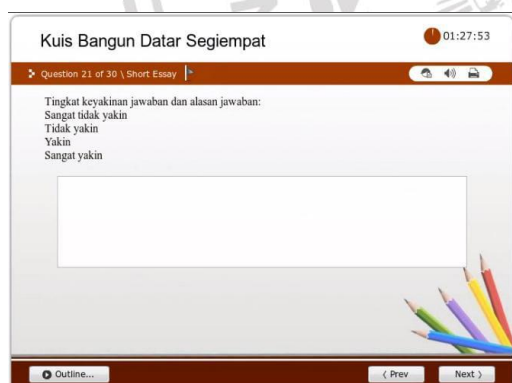 Kuis Bangun Datar Segiempat
01:27:53
Question 21 of 30 \ Short Essay
Tingkat keyakinan jawaban dan alasan jawaban:
Sangat tidak yakin
Tidak yakin
Yakin
Sangat yakin
Outline...
⟨ Prev
Next ⟩